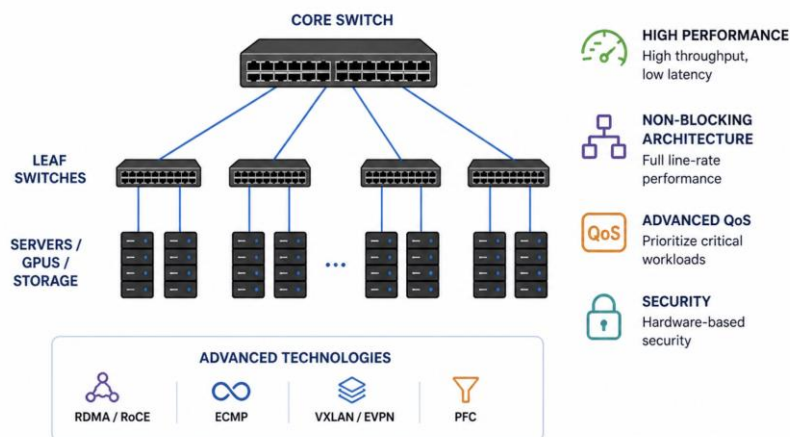 CORE SWITCH
LEAF
SWITCHES
SERVERS /
GPUS /
STORAGE
...
HIGH PERFORMANCE
High throughput,
low latency
NON-BLOCKING
ARCHITECTURE
Full line-rate
performance
QoS
ADVANCED QoS
Prioritize critical
workloads
SECURITY
Hardware-based
security
ADVANCED TECHNOLOGIES
RDMA / RoCE
ECMP
VXLAN / EVPN
PFC